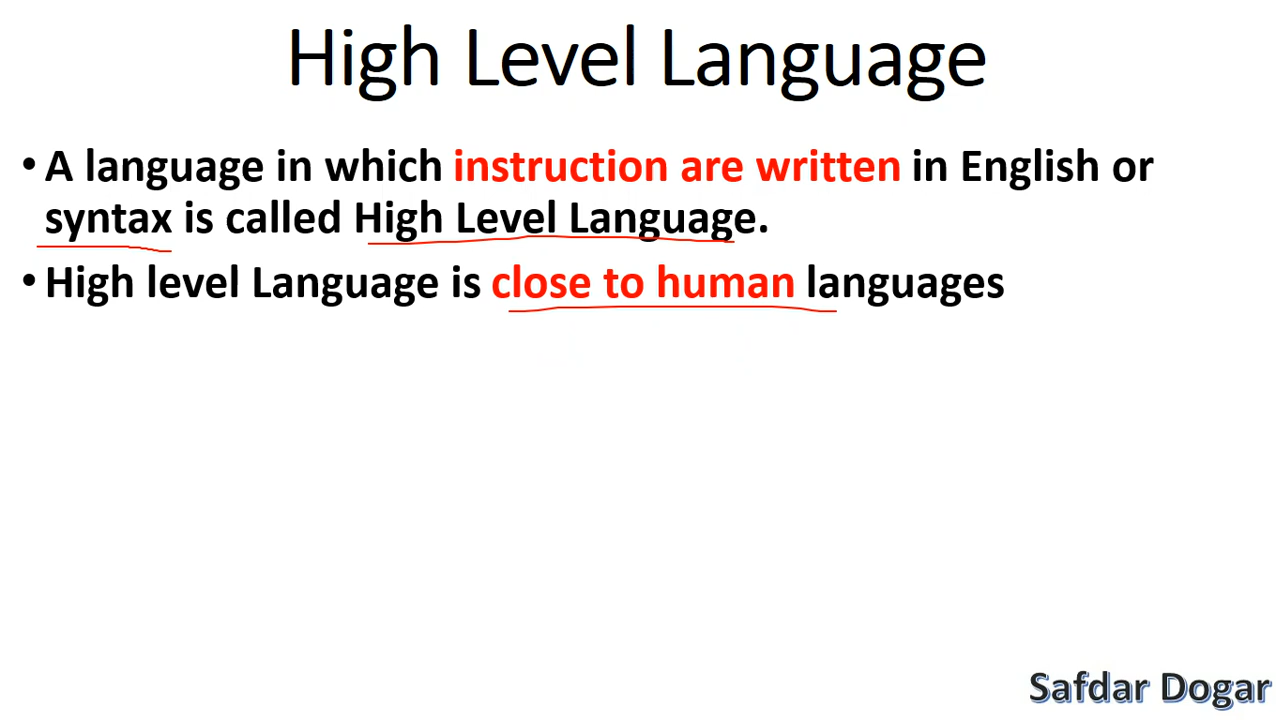 High Level Language
• A language in which instruction are written in English or
syntax is called High Level Language.
• High level Language is close to human languages
Safdar Dogar